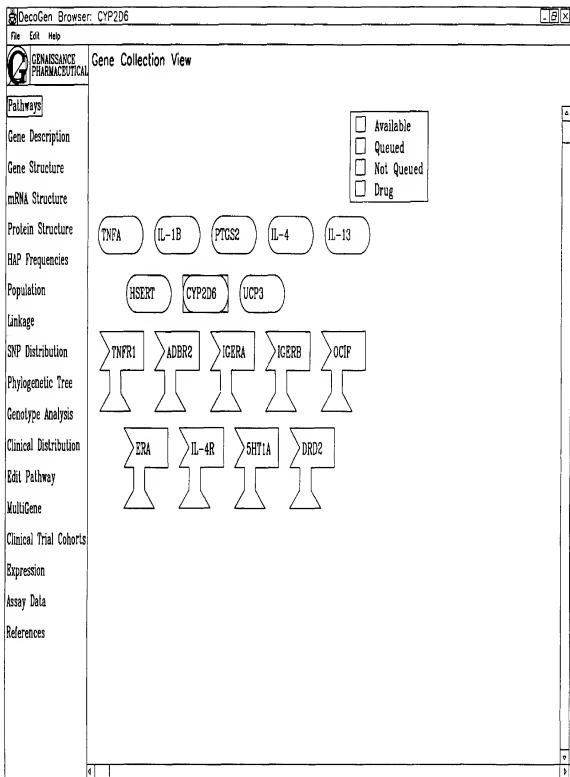 DecoGen Browser: CYP2D6
File Edit Help
GENAISSANCE
PHARMACEUTICAL
Gene Collection View
Pathways
Gene Description
Gene Structure
mRNA Structure
Protein Structure
HAP Frequencies
Population
Linkage
SNP Distribution
Phylogenetic Tree
Genotype Analysis
Clinical Distribution
Edit Pathway
MultiGene
Clinical Trial Cohorts
Expression
Assay Data
References
Available
Queued
Not Queued
Drug
TNFA IL-1B PTGS2 IL-4 IL-13
HSERT CYP2D6 UCP3
TNFR1 ADBR2 IGERA IGERB OCIF
ERA IL-4R 5HT1A DRD2